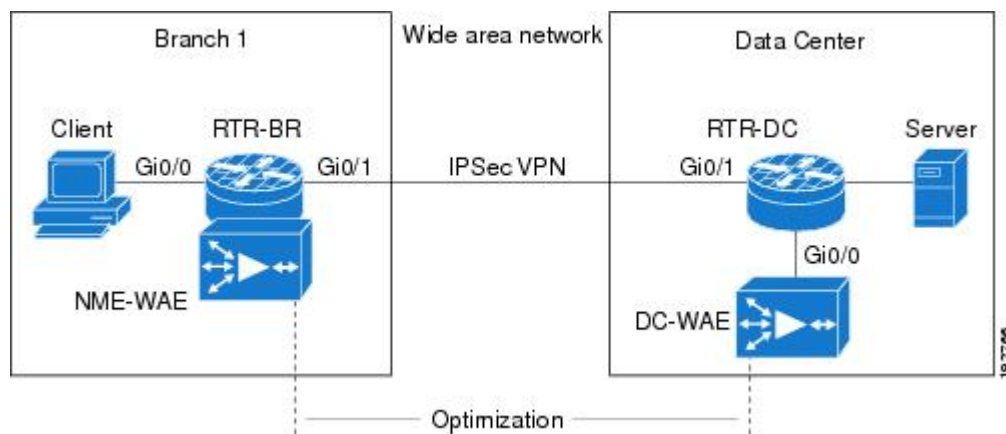 Branch 1
Wide area network
Data Center
Client
RTR-BR
RTR-DC
Server
Gi0/0
Gi0/1
IPSec VPN
Gi0/1
Gi0/0
NME-WAE
DC-WAE
Optimization